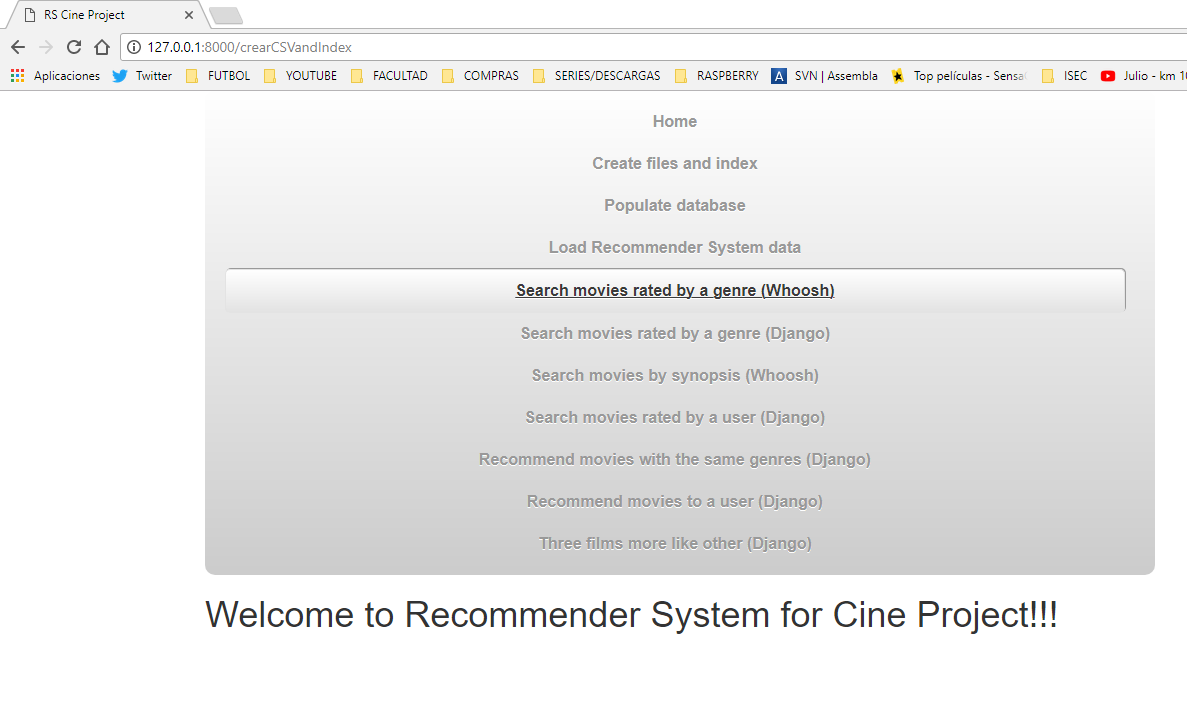 RS Cine Project
127.0.0.1:8000/crearCSVandIndex
Aplicaciones Twitter FUTBOL YOUTUBE FACULTAD COMPRAS SERIES/DESCARGAS RASPBERRY A SVN | Assembla Top películas - Sensa ISEC Julio - km 10
Home
Create files and index
Populate database
Load Recommender System data
Search movies rated by a genre (Whoosh)
Search movies rated by a genre (Django)
Search movies by synopsis (Whoosh)
Search movies rated by a user (Django)
Recommend movies with the same genres (Django)
Recommend movies to a user (Django)
Three films more like other (Django)
Welcome to Recommender System for Cine Project!!!